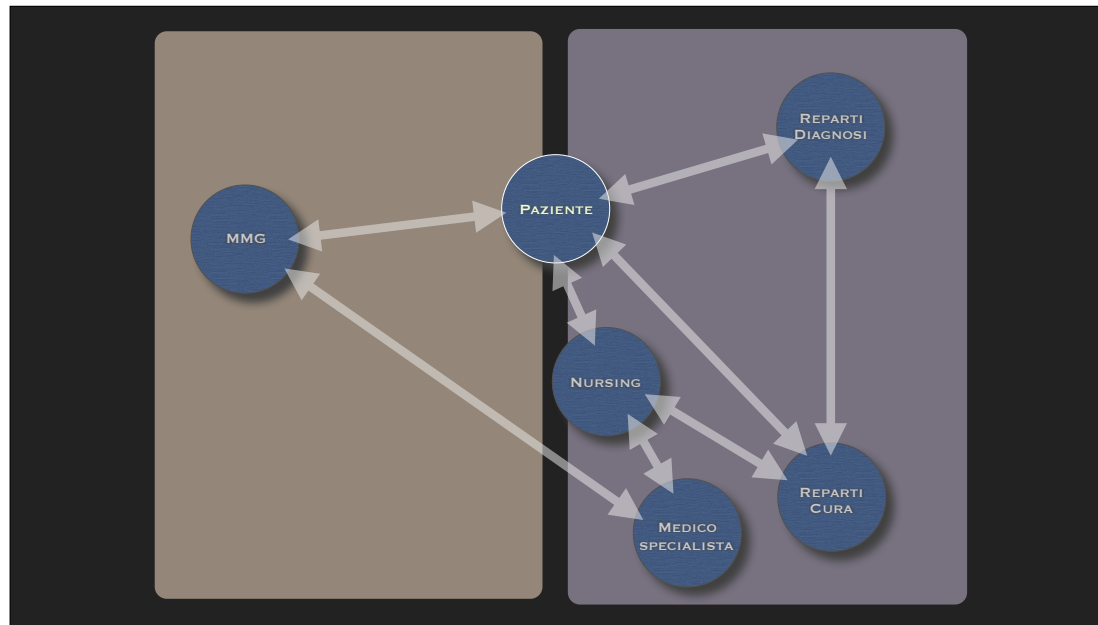 Reparti
Diagnosi
Paziente
MMG
Nursing
Reparti
Cura
Medico
specialista